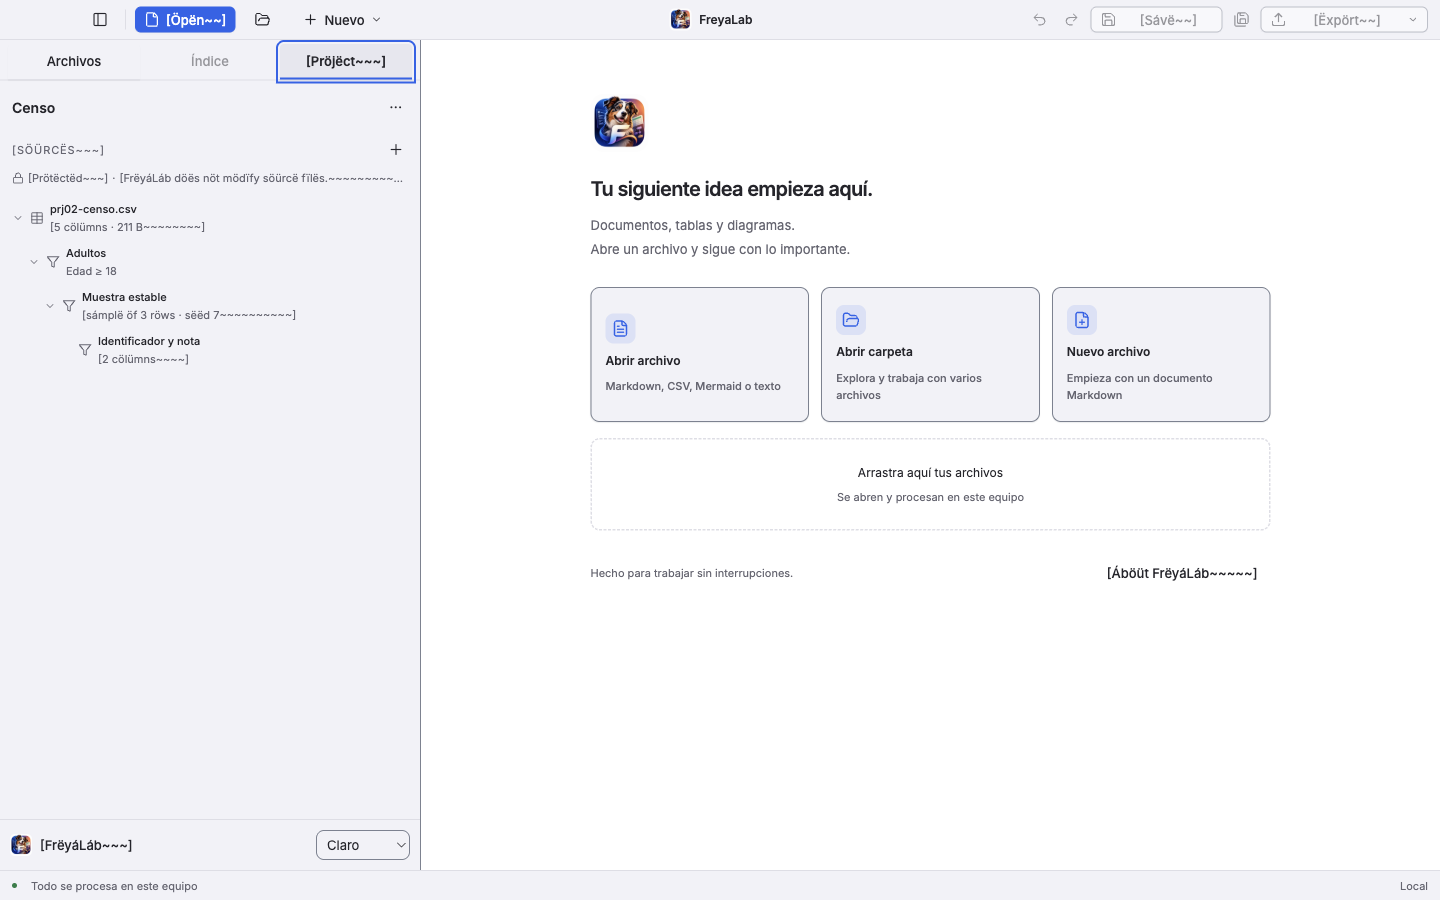 [Öpën~~]
Nuevo
FreyaLab
[Sávë~~]
[Ëxpört~~]
Archivos
Índice
[Pröjëct~~~]
Censo
[SÖÜRCËS~~~]
[Prötëctëd~~~] · [FrëyáLáb döës nöt mödïfy söürcë fïlës.~~~~~~~~~…
prj02-censo.csv
[5 cölümns · 211 B~~~~~~~~]
Adultos
Edad ≥ 18
Muestra estable
[sámplë öf 3 röws · sëëd 7~~~~~~~~~~]
Identificador y nota
[2 cölümns~~~~]
Tu siguiente idea empieza aquí.
Documentos, tablas y diagramas.
Abre un archivo y sigue con lo importante.
Abrir archivo
Markdown, CSV, Mermaid o texto
Abrir carpeta
Explora y trabaja con varios
archivos
Nuevo archivo
Empieza con un documento
Markdown
Arrastra aquí tus archivos
Se abren y procesan en este equipo
Hecho para trabajar sin interrupciones.
[Áböüt FrëyáLáb~~~~~]
[FrëyáLáb~~~]
Claro
Todo se procesa en este equipo
Local